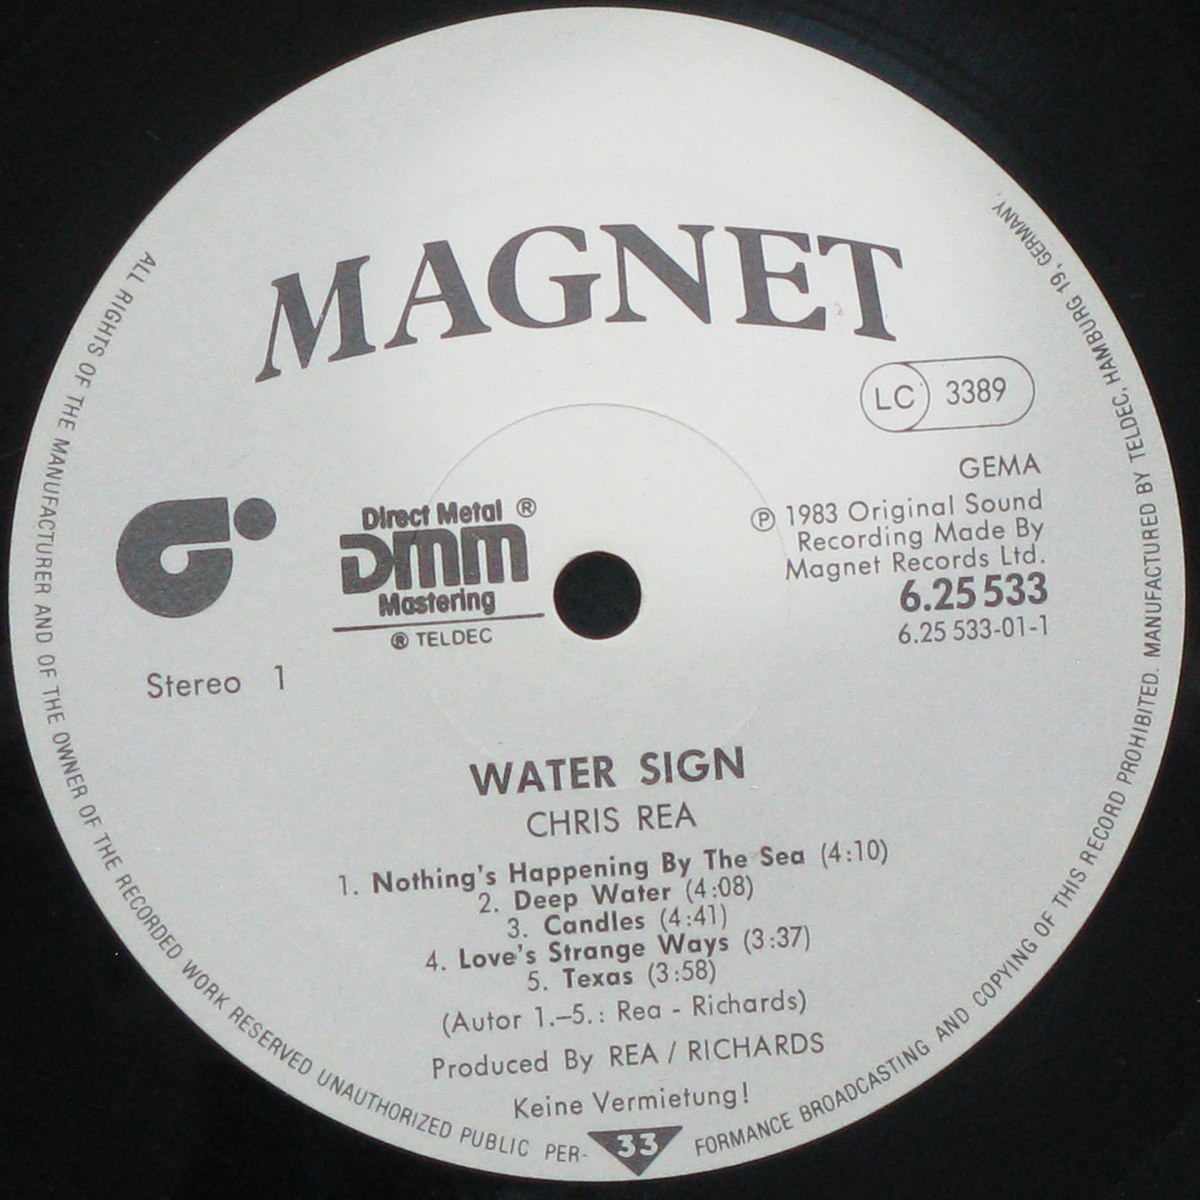 MAGNET
LC 3389
GEMA
Ⓟ 1983 Original Sound
Recording Made By
Magnet Records Ltd.
6.25 533
6.25 533-01-1
Direct Metal ®
DMM
Mastering
® TELDEC
Stereo 1
WATER SIGN
CHRIS REA
1. Nothing's Happening By The Sea (4:10)
2. Deep Water (4:08)
3. Candles (4:41)
4. Love's Strange Ways (3:37)
5. Texas (3:58)
(Autor 1.–5.: Rea - Richards)
Produced By REA / RICHARDS
Keine Vermietung!
33
ALL RIGHTS OF THE MANUFACTURER AND OF THE OWNER OF THE RECORDED WORK RESERVED UNAUTHORIZED PUBLIC PER-FORMANCE BROADCASTING AND COPYING OF THIS RECORD PROHIBITED. MANUFACTURED BY TELDEC, HAMBURG 19, GERMANY.